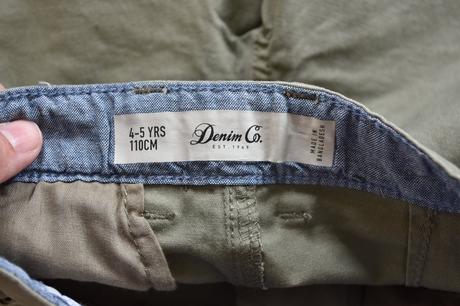 4-5 YRS
110CM
Denim Co.
EST. 1969
MADE IN
BANGLADESH